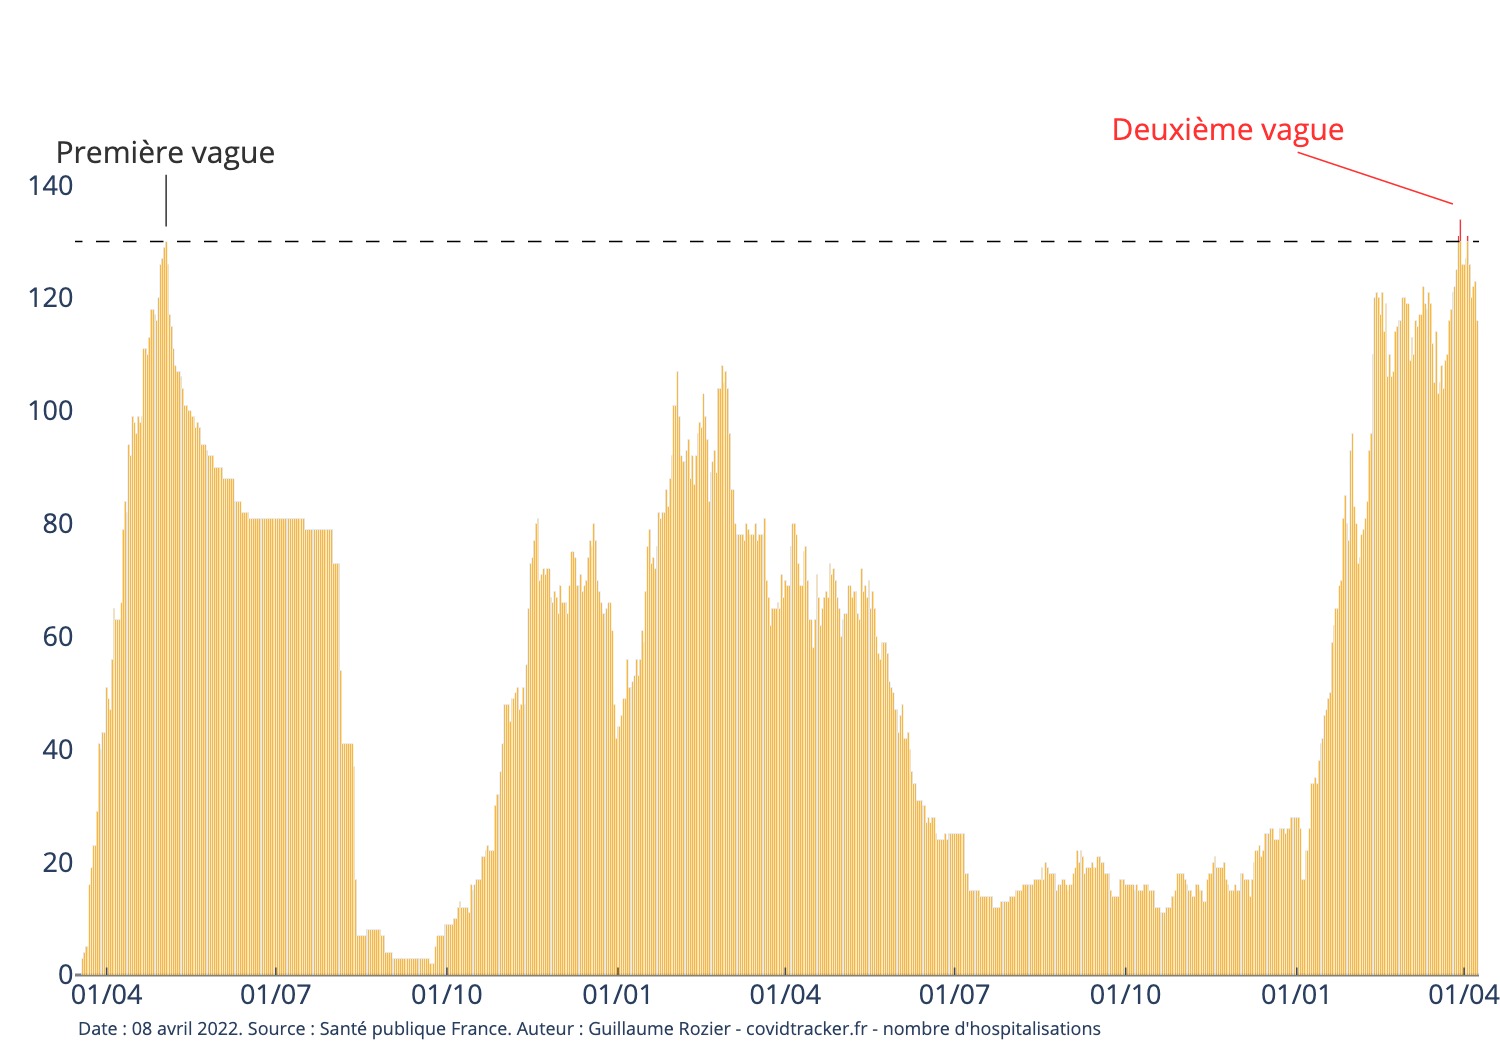 Deuxième vague
Première vague
140
120
100
80
60
40
20
0
01/04 01/07 01/10 01/01 01/04 01/07 01/10 01/01 01/04
Date : 08 avril 2022. Source : Santé publique France. Auteur : Guillaume Rozier - covidtracker.fr - nombre d'hospitalisations